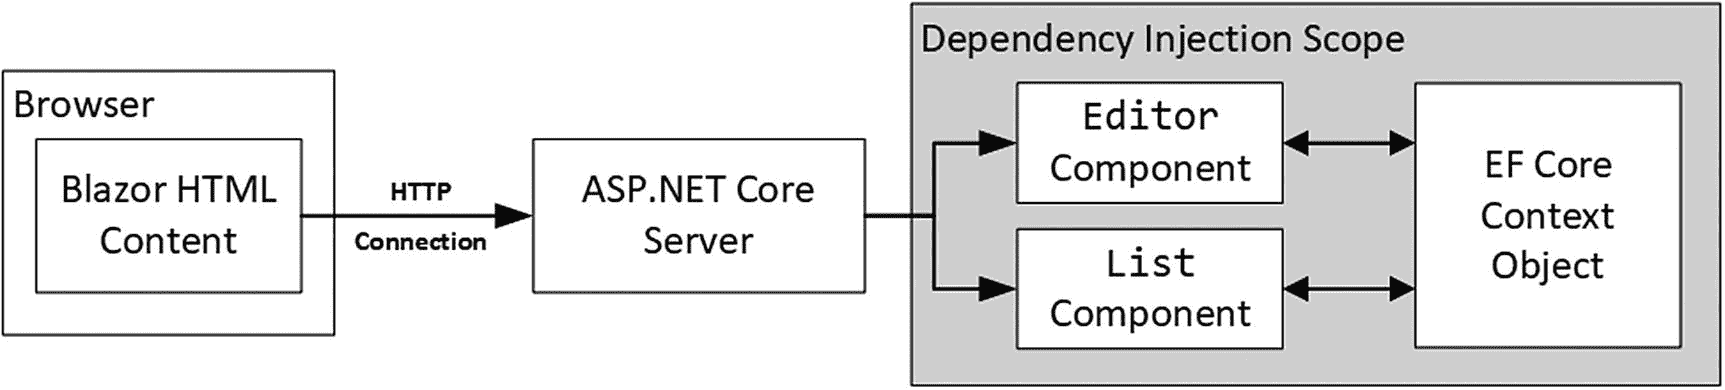 Browser
Blazor HTML
Content
HTTP
Connection
ASP.NET Core
Server
Dependency Injection Scope
Editor
Component
List
Component
EF Core
Context
Object